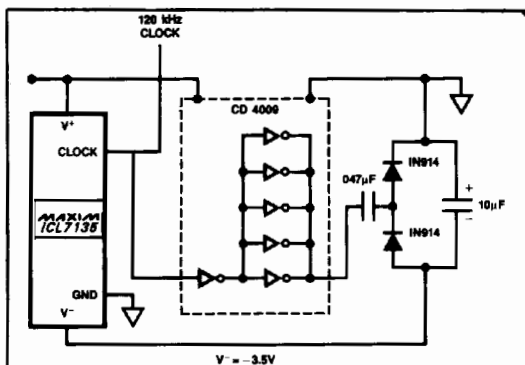 120 kHz
CLOCK
CD 4009
V+
CLOCK
MAXIM
ICL7135
GND
V−
047µF
IN914
IN914
+
10µF
−
V− = −3.5V